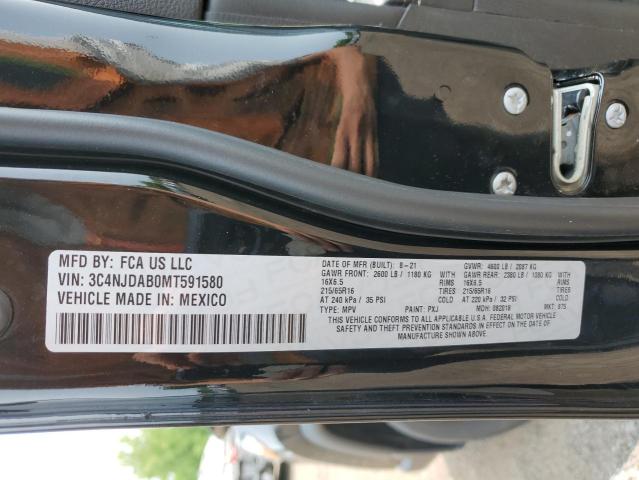 MFD BY: FCA US LLC
VIN: 3C4NJDAB0MT591580
VEHICLE MADE IN: MEXICO
DATE OF MFR (BUILT): 8-21 GVWR: 4600 LB / 2087 KG
GAWR FRONT: 2600 LB / 1180 KG GAWR REAR: 2380 LB / 1080 KG
16X6.5 RIMS 16X6.5 RIMS
215/65R16 TIRES 215/65R16 TIRES
AT 240 kPa / 35 PSI AT 220 kPa / 32 PSI
TYPE: MPV PAINT: PXJ MDH: 082019 MKT: 975
THIS VEHICLE CONFORMS TO ALL APPLICABLE U.S.A. FEDERAL MOTOR VEHICLE
SAFETY AND THEFT PREVENTION STANDARDS IN EFFECT ON THE DATE OF
MANUFACTURE SHOWN ABOVE.